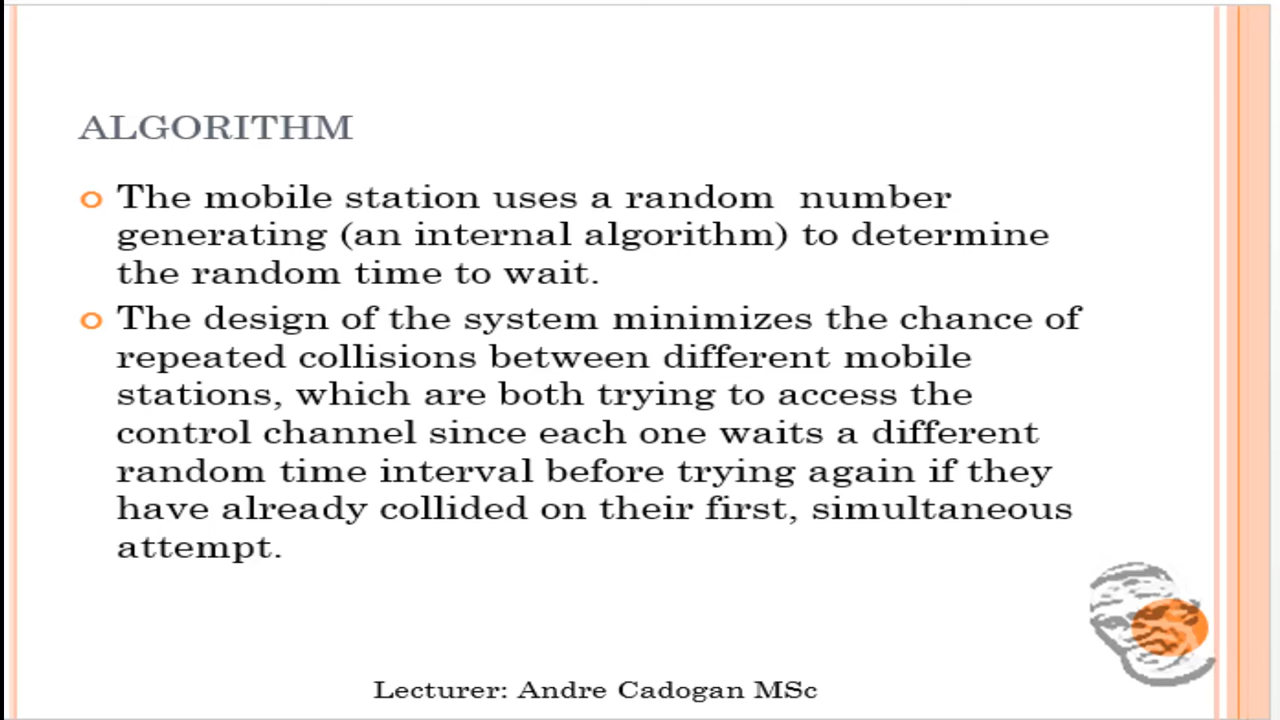 ALGORITHM
The mobile station uses a random number
generating (an internal algorithm) to determine
the random time to wait.
The design of the system minimizes the chance of
repeated collisions between different mobile
stations, which are both trying to access the
control channel since each one waits a different
random time interval before trying again if they
have already collided on their first, simultaneous
attempt.
Lecturer: Andre Cadogan MSc